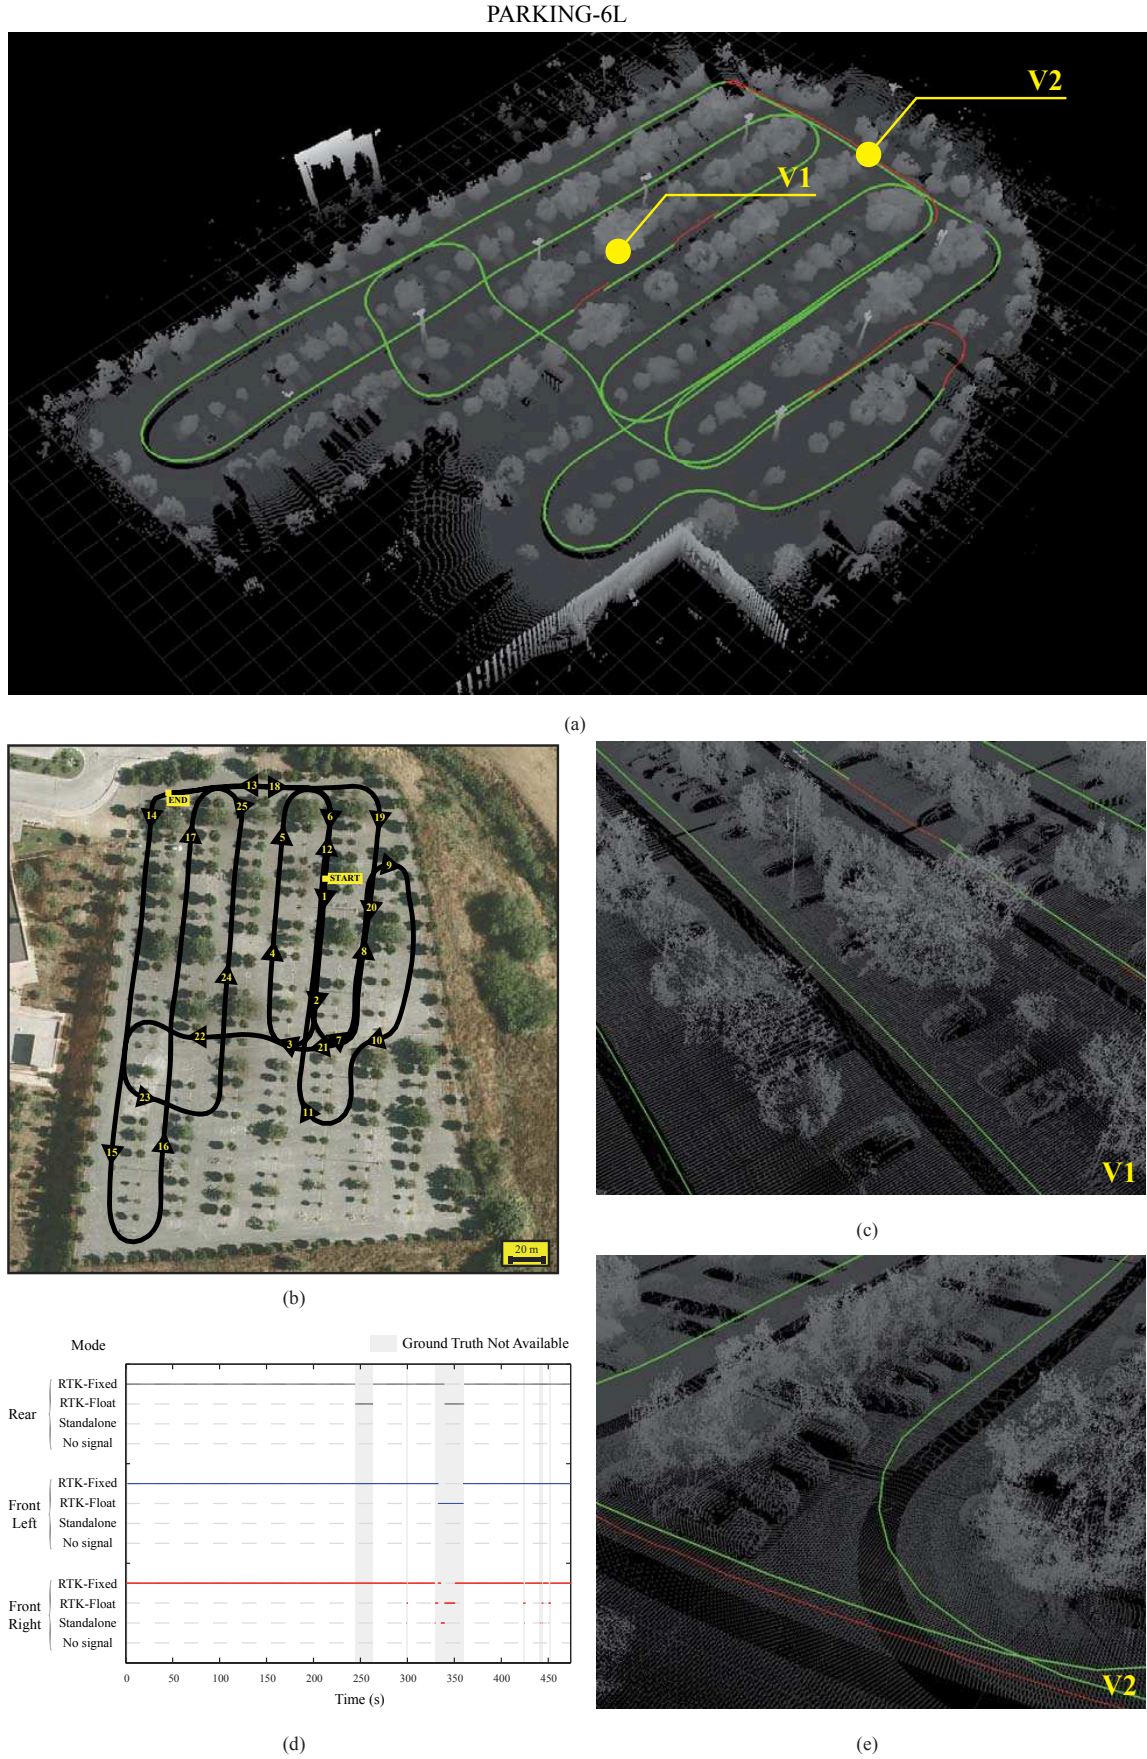 PARKING-6L
V2
V1
(a)
END
13
18
14
25
6
19
17
5
12
9
START
1
20
4
8
24
2
22
3
21
7
10
23
11
15
16
20 m
(b)
V1
(c)
Mode
Ground Truth Not Available
Rear
RTK-Fixed
RTK-Float
Standalone
No signal
Front
Left
RTK-Fixed
RTK-Float
Standalone
No signal
Front
Right
RTK-Fixed
RTK-Float
Standalone
No signal
0 50 100 150 200 250 300 350 400 450
Time (s)
(d)
V2
(e)